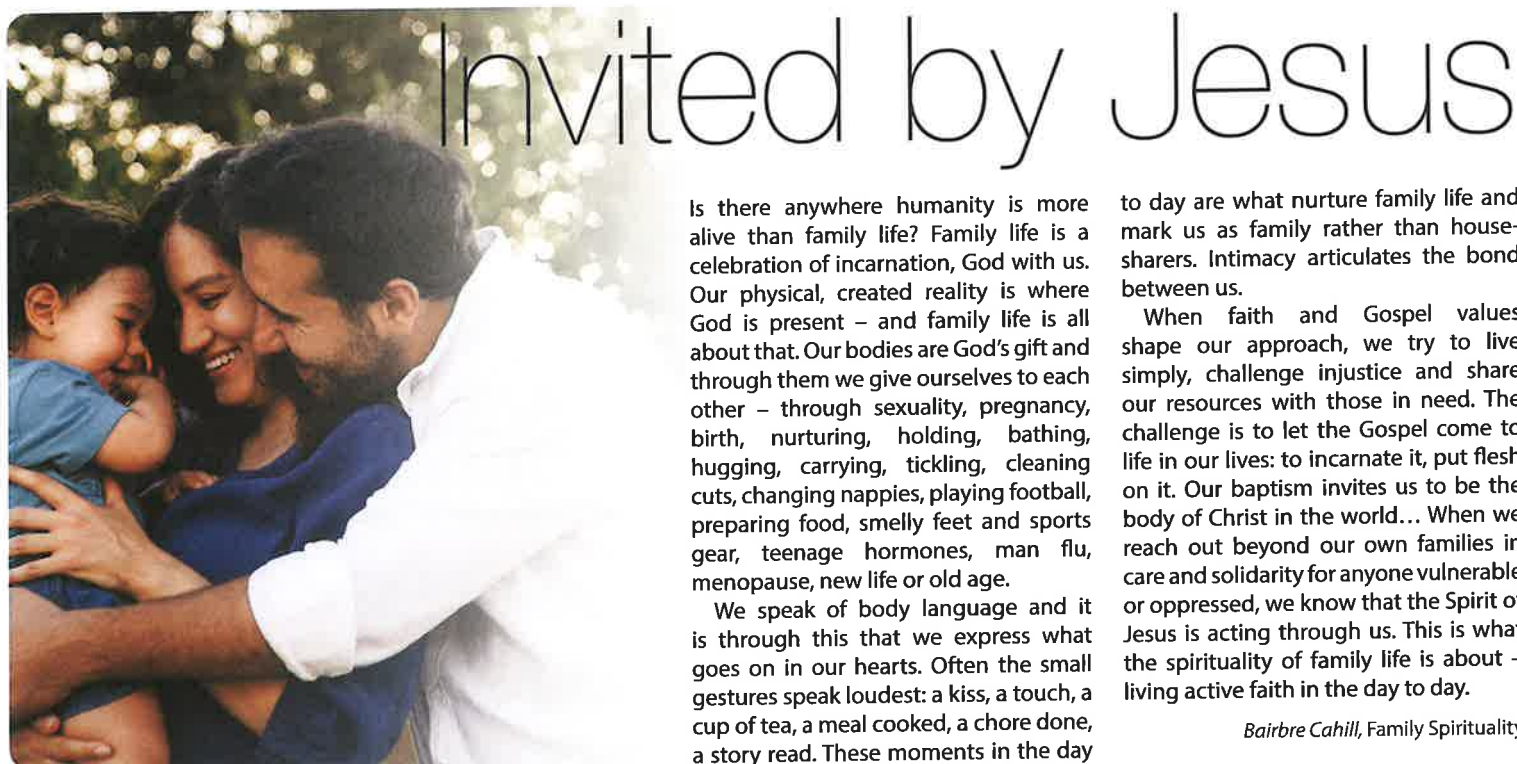 Invited by Jesus
Is there anywhere humanity is more
alive than family life? Family life is a
celebration of incarnation, God with us.
Our physical, created reality is where
God is present – and family life is all
about that. Our bodies are God's gift and
through them we give ourselves to each
other – through sexuality, pregnancy,
birth, nurturing, holding, bathing,
hugging, carrying, tickling, cleaning
cuts, changing nappies, playing football,
preparing food, smelly feet and sports
gear, teenage hormones, man flu,
menopause, new life or old age.
We speak of body language and it
is through this that we express what
goes on in our hearts. Often the small
gestures speak loudest: a kiss, a touch, a
cup of tea, a meal cooked, a chore done,
a story read. These moments in the day
to day are what nurture family life and
mark us as family rather than house-
sharers. Intimacy articulates the bond
between us.
When faith and Gospel values
shape our approach, we try to live
simply, challenge injustice and share
our resources with those in need. The
challenge is to let the Gospel come to
life in our lives: to incarnate it, put flesh
on it. Our baptism invites us to be the
body of Christ in the world... When we
reach out beyond our own families in
care and solidarity for anyone vulnerable
or oppressed, we know that the Spirit of
Jesus is acting through us. This is what
the spirituality of family life is about -
living active faith in the day to day.
Bairbre Cahill, Family Spirituality